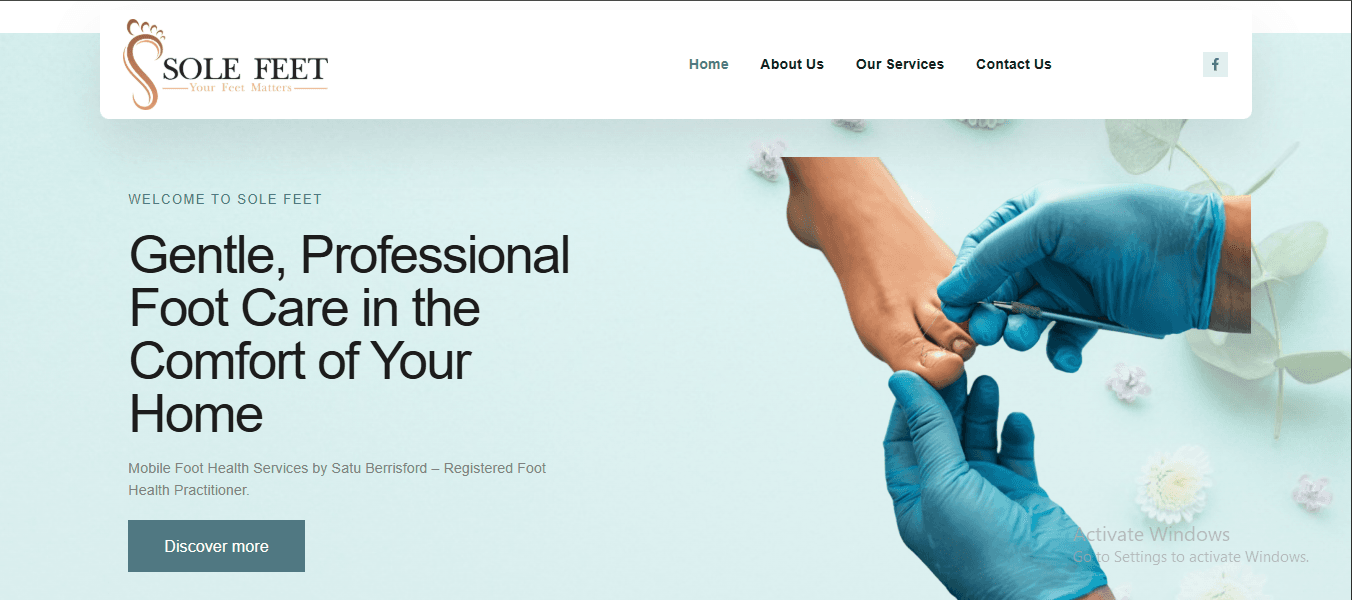 SOLE FEET
Your Feet Matters
Home
About Us
Our Services
Contact Us
WELCOME TO SOLE FEET
Gentle, Professional
Foot Care in the
Comfort of Your
Home
Mobile Foot Health Services by Satu Berrisford – Registered Foot
Health Practitioner.
Discover more
Activate Windows
Go to Settings to activate Windows.